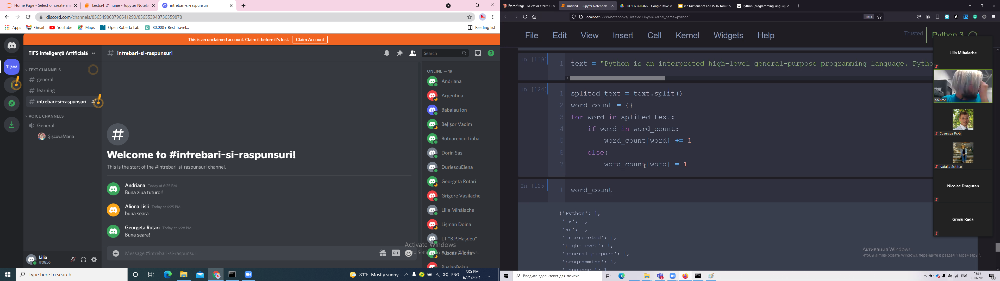 Home Page - Select or create a n
Lectia4_21_iunie - Jupyter Noteb
intrebari-si-raspunsuri
discord.com/channels/856549868796641290/856553948730359878
Apps
Gmail
YouTube
Maps
Open Roberta Lab
80,000+ Best Travel...
Reading list
This is an unclaimed account. Claim it before it's lost.
Claim Account
TIFS Inteligență Artificială
intrebari-si-raspunsuri
Search
TIțăAă
TEXT CHANNELS
general
learning
intrebari-si-raspunsuri
VOICE CHANNELS
General
ȘișcovaMaria
Welcome to #intrebari-si-raspunsuri!
This is the start of the #intrebari-si-raspunsuri channel.
Andriana Today at 6:25 PM
Buna ziua tuturor!
Aliona Lîsîi Today at 6:25 PM
bună seara
Georgeta Rotari Today at 6:28 PM
Buna seara!
Message #intrebari-si-raspunsuri
GIF
ONLINE — 19
Andriana
Argentina
Babalau Ion
Bețișor Vadim
Botnarenco Liuba
Dorin Sas
DurlescuElena
Georgeta Rotari
Grigore Vasilache
Lilia Mihălache
Lișman Doina
LT "B.P.Hașdeu"
Pușcaș Aliona
RuslanBojan
Activate Windows
Lilia
#0856
Type here to search
81°F Mostly sunny
ENG
7:35 PM
6/21/2021
Home Page - Select or create a
Untitled1 - Jupyter Notebook
PRESENTATIONS – Google Drive
# 6 Dictionaries and JSON form
Python (programming languag
localhost:8888/notebooks/Untitled1.ipynb?kernel_name=python3
180%
File Edit View Insert Cell Kernel Widgets Help
Trusted
Python 3
In [119]
1 text = "Python is an interpreted high-level general-purpose programming language. Pytho
In [124]
1 splited_text = text.split()
2 word_count = {}
3 for word in splited_text:
4 if word in word_count:
5 word_count[word] += 1
6 else:
7 word_count[word] = 1
In [125]
1 word_count
{'Python': 1,
'is': 1,
'an': 1,
'interpreted': 1,
'high-level': 1,
'general-purpose': 1,
'programming': 1,
'language.': 1
Lilia MIhalache
Mentor
Cusursuz Piotr
Natalia Schitco
Nicolae Dragutan
Grosu Rada
Активация Windows
Чтобы активировать Windows, перейдите в раздел "Параметры".
Введите здесь текст для поиска
ENG
19:35
21.06.2021